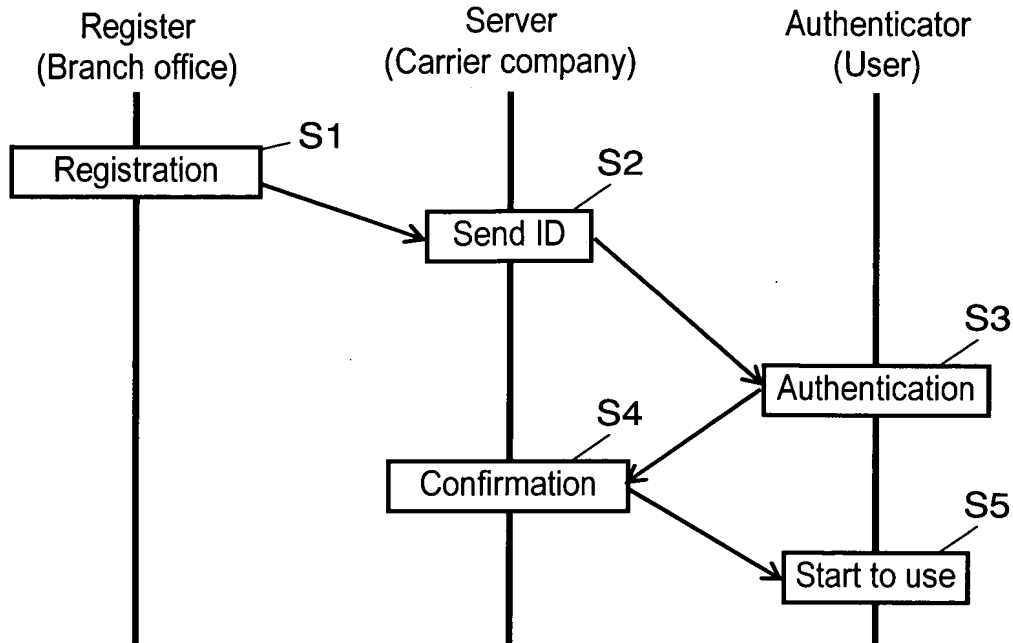 Register
(Branch office)
Server
(Carrier company)
Authenticator
(User)
S1
Registration
S2
Send ID
S3
Authentication
S4
Confirmation
S5
Start to use